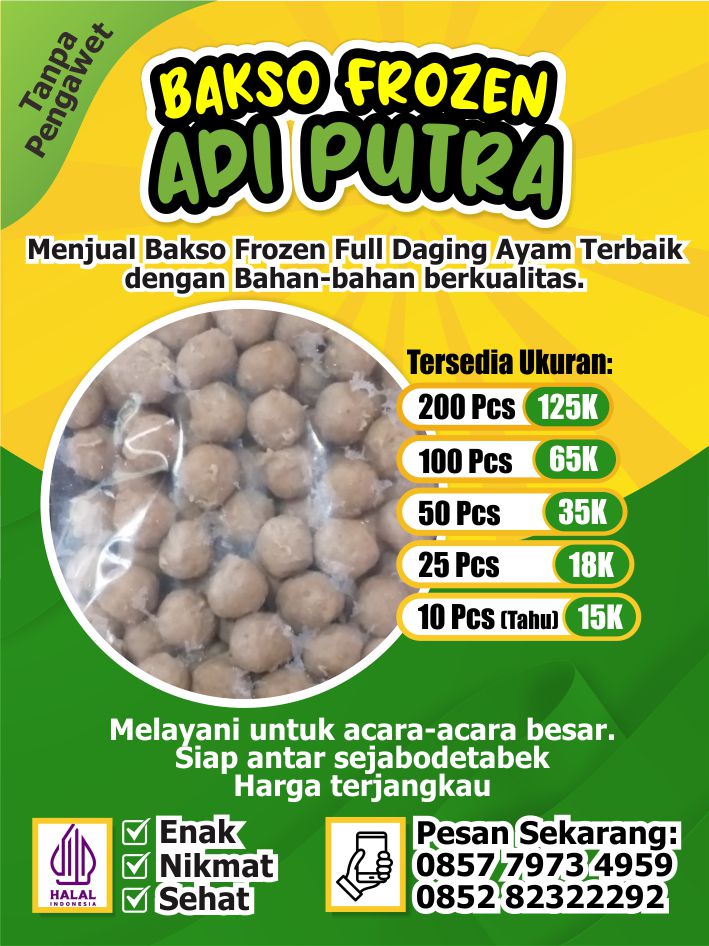 Tanpa
Pengawet
BAKSO FROZEN
ADI PUTRA
Menjual Bakso Frozen Full Daging Ayam Terbaik
dengan Bahan-bahan berkualitas.
Tersedia Ukuran:
200 Pcs 125K
100 Pcs 65K
50 Pcs 35K
25 Pcs 18K
10 Pcs (Tahu) 15K
Melayani untuk acara-acara besar.
Siap antar sejabodetabek
Harga terjangkau
HALAL
INDONESIA
Enak
Nikmat
Sehat
Pesan Sekarang:
0857 7973 4959
0852 82322292